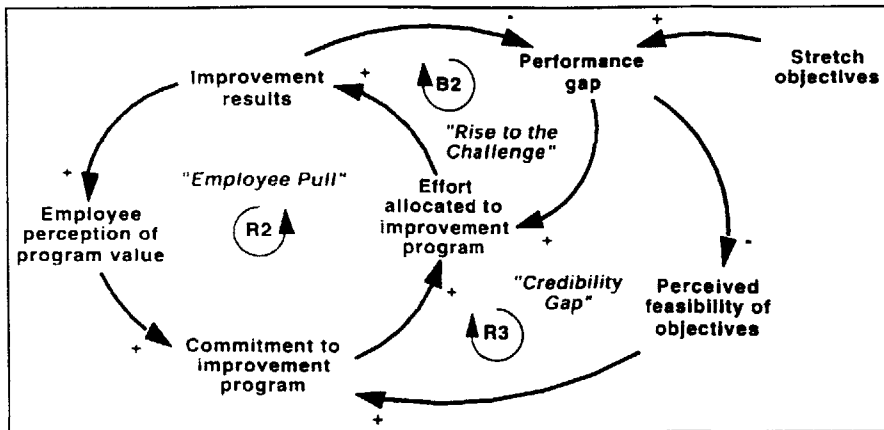 -
+
+
B2
Performance
gap
Stretch
objectives
Improvement
results
"Rise to the
Challenge"
+
"Employee Pull"
Effort
allocated to
improvement
program
Employee
perception of
program value
R2
+
-
"Credibility
Gap"
Perceived
feasibility of
objectives
+
+
R3
Commitment to
improvement
program
+